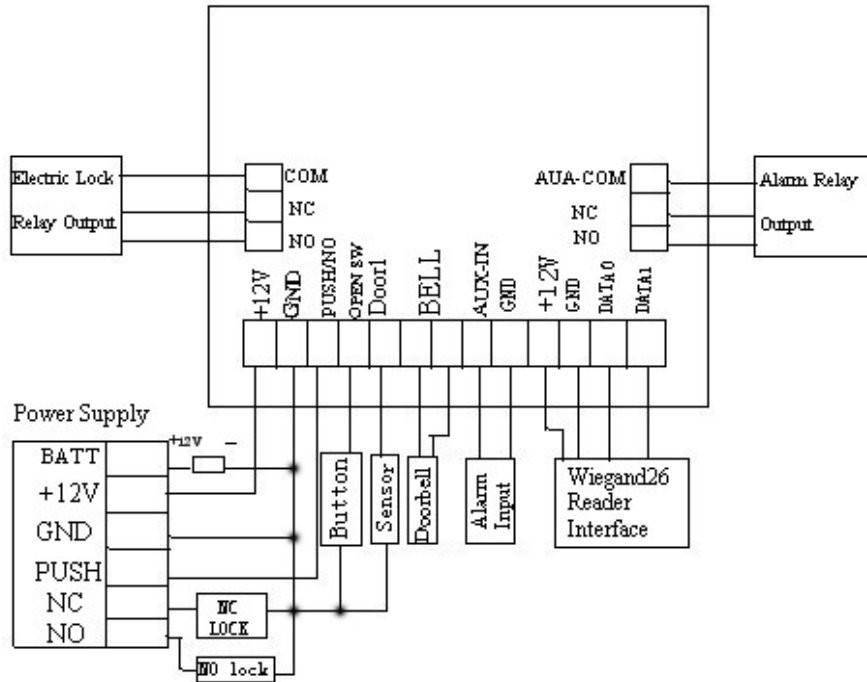 Electric Lock
Relay Output
COM
NC
NO
AUA-COM
NC
NO
Alarm Relay
Output
+12V
GND
PUSH/NO
OPEN SW
Door1
BELL
AUX-IN
GND
+12V
GND
DATA0
DATA1
Power Supply
BATT
+12V
GND
PUSH
NC
NO
+12V –
Button
Sensor
Doorbell
Alarm
Input
Wiegand26
Reader
Interface
NC
LOCK
NO lock